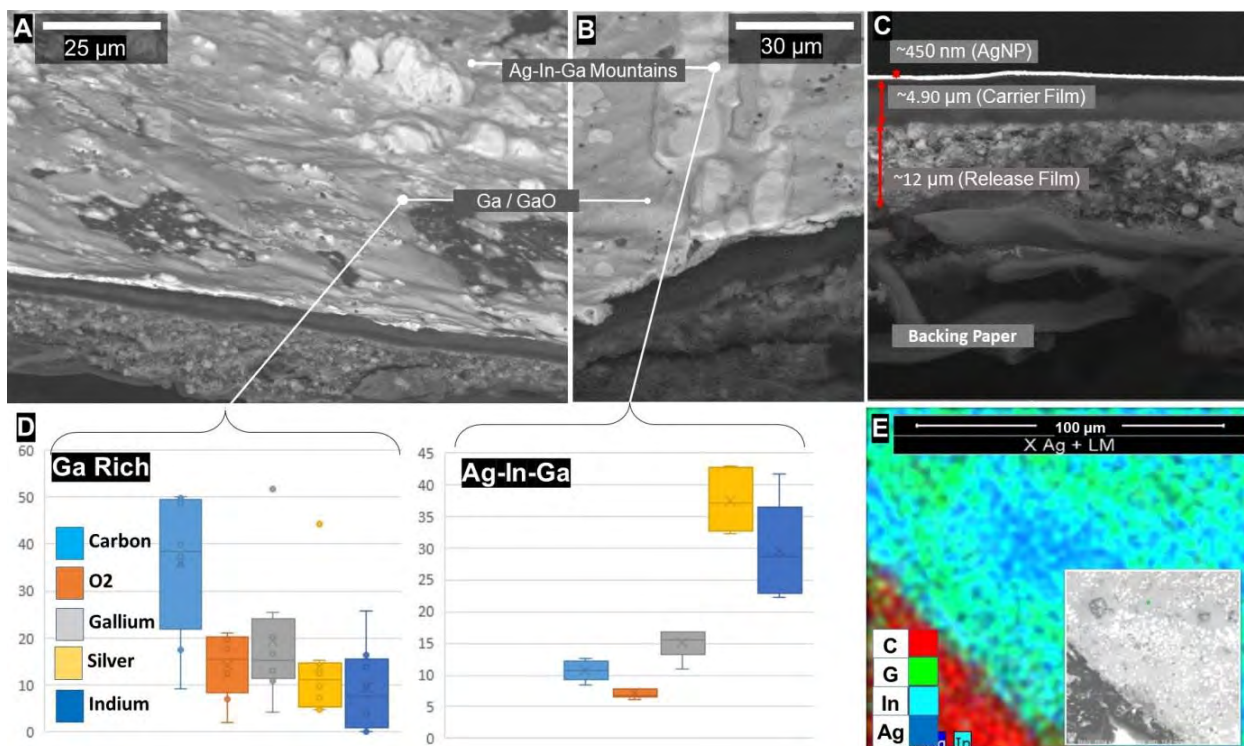 A
25 µm
B
30 µm
Ag-In-Ga Mountains
Ga / GaO
C
~450 nm (AgNP)
~4.90 µm (Carrier Film)
~12 µm (Release Film)
Backing Paper
D
Ga Rich
60
50
40
30
20
10
0
Carbon
O2
Gallium
Silver
Indium
Ag-In-Ga
45
40
35
30
25
20
15
10
5
0
E
100 µm
X Ag + LM
C
G
In
Ag
In